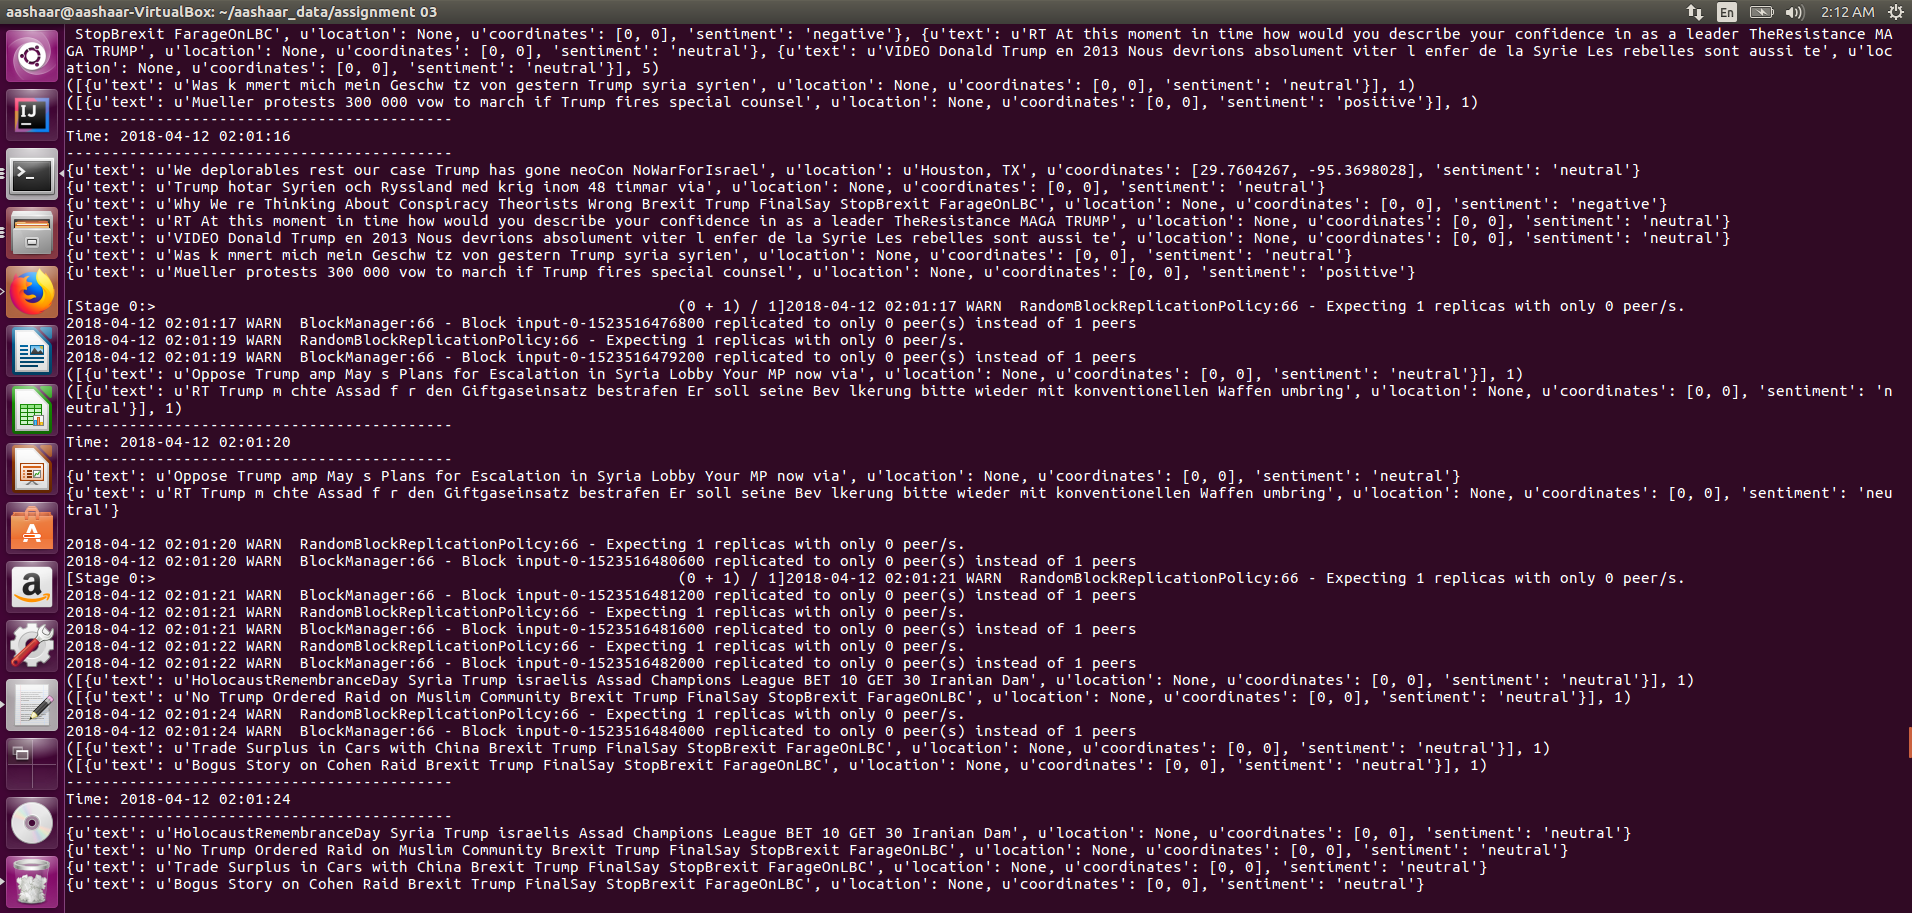 aashaar@aashaar-VirtualBox: ~/aashaar_data/assignment 03
En
2:12 AM
 StopBrexit FarageOnLBC', u'location': None, u'coordinates': [0, 0], 'sentiment': 'negative'}, {u'text': u'RT At this moment in time how would you describe your confidence in as a leader TheResistance MA
GA TRUMP', u'location': None, u'coordinates': [0, 0], 'sentiment': 'neutral'}, {u'text': u'VIDEO Donald Trump en 2013 Nous devrions absolument viter l enfer de la Syrie Les rebelles sont aussi te', u'loc
ation': None, u'coordinates': [0, 0], 'sentiment': 'neutral'}], 5)
([{u'text': u'Was k mmert mich mein Geschw tz von gestern Trump syria syrien', u'location': None, u'coordinates': [0, 0], 'sentiment': 'neutral'}], 1)
([{u'text': u'Mueller protests 300 000 vow to march if Trump fires special counsel', u'location': None, u'coordinates': [0, 0], 'sentiment': 'positive'}], 1)
-------------------------------------------
Time: 2018-04-12 02:01:16
-------------------------------------------
{u'text': u'We deplorables rest our case Trump has gone neoCon NoWarForIsrael', u'location': u'Houston, TX', u'coordinates': [29.7604267, -95.3698028], 'sentiment': 'neutral'}
{u'text': u'Trump hotar Syrien och Ryssland med krig inom 48 timmar via', u'location': None, u'coordinates': [0, 0], 'sentiment': 'neutral'}
{u'text': u'Why We re Thinking About Conspiracy Theorists Wrong Brexit Trump FinalSay StopBrexit FarageOnLBC', u'location': None, u'coordinates': [0, 0], 'sentiment': 'negative'}
{u'text': u'RT At this moment in time how would you describe your confidence in as a leader TheResistance MAGA TRUMP', u'location': None, u'coordinates': [0, 0], 'sentiment': 'neutral'}
{u'text': u'VIDEO Donald Trump en 2013 Nous devrions absolument viter l enfer de la Syrie Les rebelles sont aussi te', u'location': None, u'coordinates': [0, 0], 'sentiment': 'neutral'}
{u'text': u'Was k mmert mich mein Geschw tz von gestern Trump syria syrien', u'location': None, u'coordinates': [0, 0], 'sentiment': 'neutral'}
{u'text': u'Mueller protests 300 000 vow to march if Trump fires special counsel', u'location': None, u'coordinates': [0, 0], 'sentiment': 'positive'}
[Stage 0:>                                                          (0 + 1) / 1]2018-04-12 02:01:17 WARN  RandomBlockReplicationPolicy:66 - Expecting 1 replicas with only 0 peer/s.
2018-04-12 02:01:17 WARN  BlockManager:66 - Block input-0-1523516476800 replicated to only 0 peer(s) instead of 1 peers
2018-04-12 02:01:19 WARN  RandomBlockReplicationPolicy:66 - Expecting 1 replicas with only 0 peer/s.
2018-04-12 02:01:19 WARN  BlockManager:66 - Block input-0-1523516479200 replicated to only 0 peer(s) instead of 1 peers
([{u'text': u'Oppose Trump amp May s Plans for Escalation in Syria Lobby Your MP now via', u'location': None, u'coordinates': [0, 0], 'sentiment': 'neutral'}], 1)
([{u'text': u'RT Trump m chte Assad f r den Giftgaseinsatz bestrafen Er soll seine Bev lkerung bitte wieder mit konventionellen Waffen umbring', u'location': None, u'coordinates': [0, 0], 'sentiment': 'n
eutral'}], 1)
-------------------------------------------
Time: 2018-04-12 02:01:20
-------------------------------------------
{u'text': u'Oppose Trump amp May s Plans for Escalation in Syria Lobby Your MP now via', u'location': None, u'coordinates': [0, 0], 'sentiment': 'neutral'}
{u'text': u'RT Trump m chte Assad f r den Giftgaseinsatz bestrafen Er soll seine Bev lkerung bitte wieder mit konventionellen Waffen umbring', u'location': None, u'coordinates': [0, 0], 'sentiment': 'neu
tral'}
2018-04-12 02:01:20 WARN  RandomBlockReplicationPolicy:66 - Expecting 1 replicas with only 0 peer/s.
2018-04-12 02:01:20 WARN  BlockManager:66 - Block input-0-1523516480600 replicated to only 0 peer(s) instead of 1 peers
[Stage 0:>                                                          (0 + 1) / 1]2018-04-12 02:01:21 WARN  RandomBlockReplicationPolicy:66 - Expecting 1 replicas with only 0 peer/s.
2018-04-12 02:01:21 WARN  BlockManager:66 - Block input-0-1523516481200 replicated to only 0 peer(s) instead of 1 peers
2018-04-12 02:01:21 WARN  RandomBlockReplicationPolicy:66 - Expecting 1 replicas with only 0 peer/s.
2018-04-12 02:01:21 WARN  BlockManager:66 - Block input-0-1523516481600 replicated to only 0 peer(s) instead of 1 peers
2018-04-12 02:01:22 WARN  RandomBlockReplicationPolicy:66 - Expecting 1 replicas with only 0 peer/s.
2018-04-12 02:01:22 WARN  BlockManager:66 - Block input-0-1523516482000 replicated to only 0 peer(s) instead of 1 peers
([{u'text': u'HolocaustRemembranceDay Syria Trump israelis Assad Champions League BET 10 GET 30 Iranian Dam', u'location': None, u'coordinates': [0, 0], 'sentiment': 'neutral'}], 1)
([{u'text': u'No Trump Ordered Raid on Muslim Community Brexit Trump FinalSay StopBrexit FarageOnLBC', u'location': None, u'coordinates': [0, 0], 'sentiment': 'neutral'}], 1)
2018-04-12 02:01:24 WARN  RandomBlockReplicationPolicy:66 - Expecting 1 replicas with only 0 peer/s.
2018-04-12 02:01:24 WARN  BlockManager:66 - Block input-0-1523516484000 replicated to only 0 peer(s) instead of 1 peers
([{u'text': u'Trade Surplus in Cars with China Brexit Trump FinalSay StopBrexit FarageOnLBC', u'location': None, u'coordinates': [0, 0], 'sentiment': 'neutral'}], 1)
([{u'text': u'Bogus Story on Cohen Raid Brexit Trump FinalSay StopBrexit FarageOnLBC', u'location': None, u'coordinates': [0, 0], 'sentiment': 'neutral'}], 1)
-------------------------------------------
Time: 2018-04-12 02:01:24
-------------------------------------------
{u'text': u'HolocaustRemembranceDay Syria Trump israelis Assad Champions League BET 10 GET 30 Iranian Dam', u'location': None, u'coordinates': [0, 0], 'sentiment': 'neutral'}
{u'text': u'No Trump Ordered Raid on Muslim Community Brexit Trump FinalSay StopBrexit FarageOnLBC', u'location': None, u'coordinates': [0, 0], 'sentiment': 'neutral'}
{u'text': u'Trade Surplus in Cars with China Brexit Trump FinalSay StopBrexit FarageOnLBC', u'location': None, u'coordinates': [0, 0], 'sentiment': 'neutral'}
{u'text': u'Bogus Story on Cohen Raid Brexit Trump FinalSay StopBrexit FarageOnLBC', u'location': None, u'coordinates': [0, 0], 'sentiment': 'neutral'}